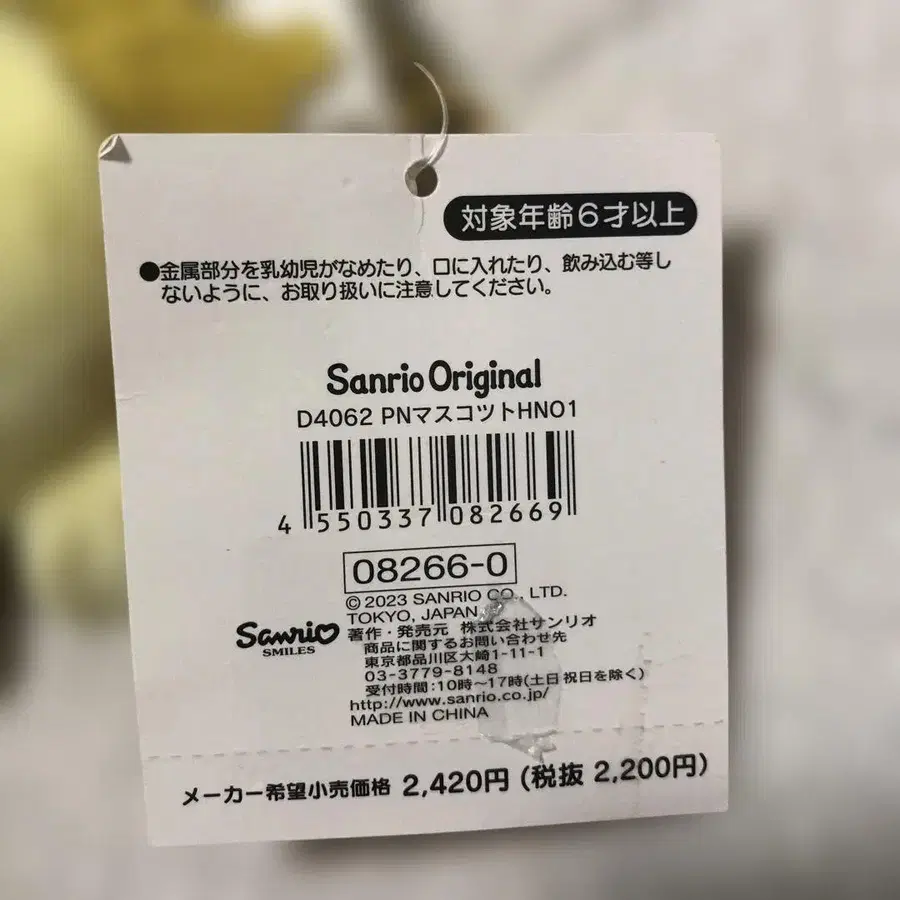 対象年齢6才以上
●金属部分を乳幼児がなめたり、口に入れたり、飲み込む等し
ないように、お取り扱いに注意してください。
Sanrio Original
D4062 PNマスコツトHNO1
4 550337 082669
08266-0
© 2023 SANRIO CO., LTD.
TOKYO, JAPAN
Sanrio
SMILES
著作・発売元 株式会社サンリオ
商品に関するお問い合わせ先
東京都品川区大崎1-11-1
03-3779-8148
受付時間:10時〜17時(土日祝日を除く)
http://www.sanrio.co.jp/
MADE IN CHINA
メーカー希望小売価格 2,420円 (税抜 2,200円)